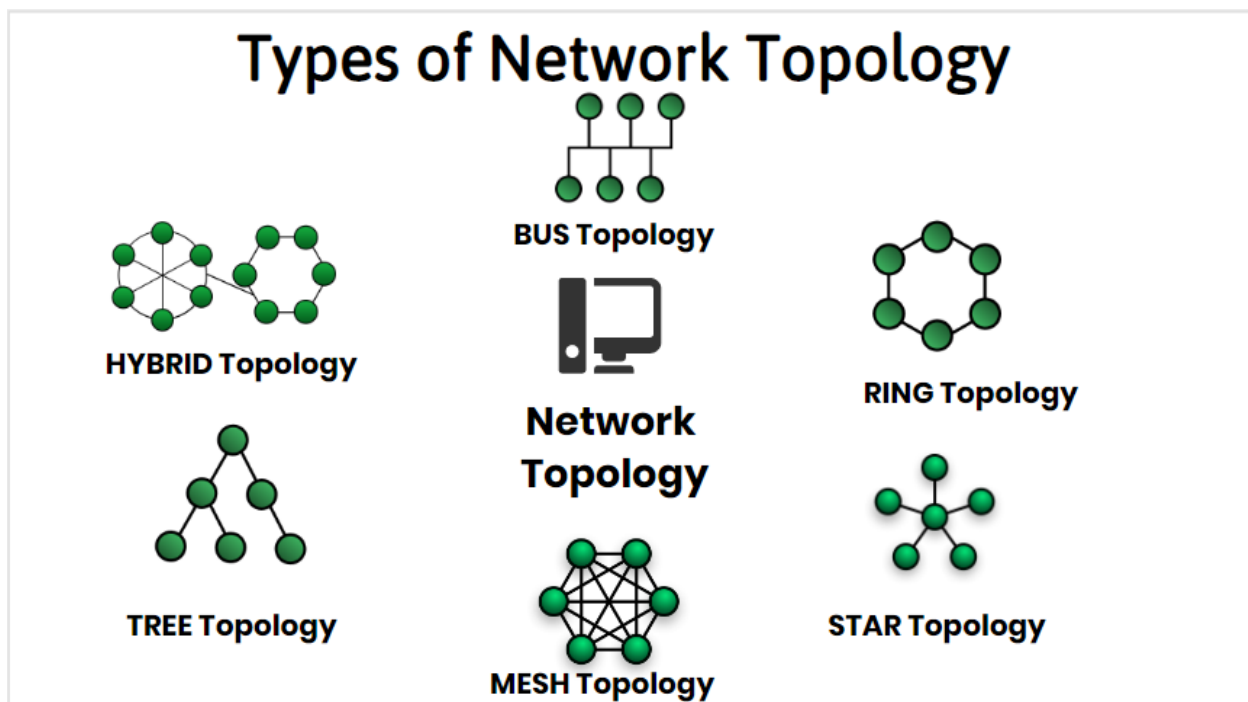 Types of Network Topology
BUS Topology
HYBRID Topology
RING Topology
Network
Topology
TREE Topology
STAR Topology
MESH Topology